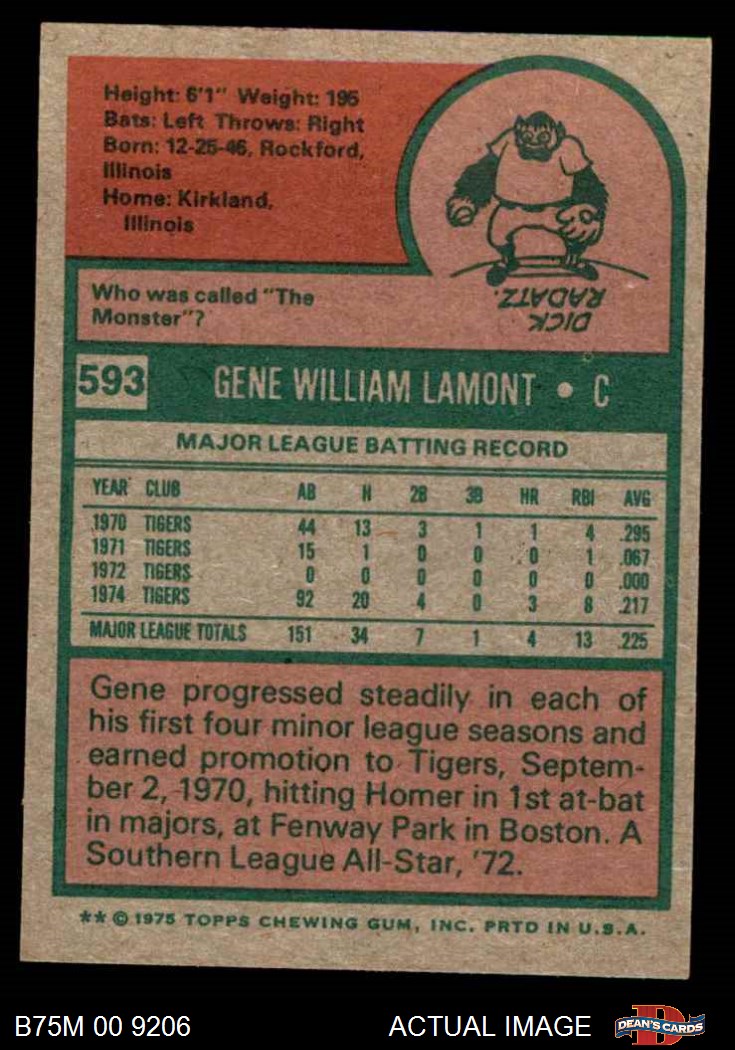 Height: 6'1" Weight: 195
Bats: Left Throws: Right
Born: 12-25-46, Rockford,
Illinois
Home: Kirkland,
Illinois
Who was called "The
Monster"?
DICK
RADATZ.
593 GENE WILLIAM LAMONT • C
MAJOR LEAGUE BATTING RECORD
YEAR CLUB AB H 2B 3B HR RBI AVG
1970 TIGERS 44 13 3 1 1 4 .295
1971 TIGERS 15 1 0 0 0 1 .067
1972 TIGERS 0 0 0 0 0 0 .000
1974 TIGERS 92 20 4 0 3 8 .217
MAJOR LEAGUE TOTALS 151 34 7 1 4 13 .225
Gene progressed steadily in each of
his first four minor league seasons and
earned promotion to Tigers, Septem-
ber 2, 1970, hitting Homer in 1st at-bat
in majors, at Fenway Park in Boston. A
Southern League All-Star, '72.
** © 1975 TOPPS CHEWING GUM, INC. PRTD IN U.S.A.
B75M 00 9206 ACTUAL IMAGE DEAN'S CARDS